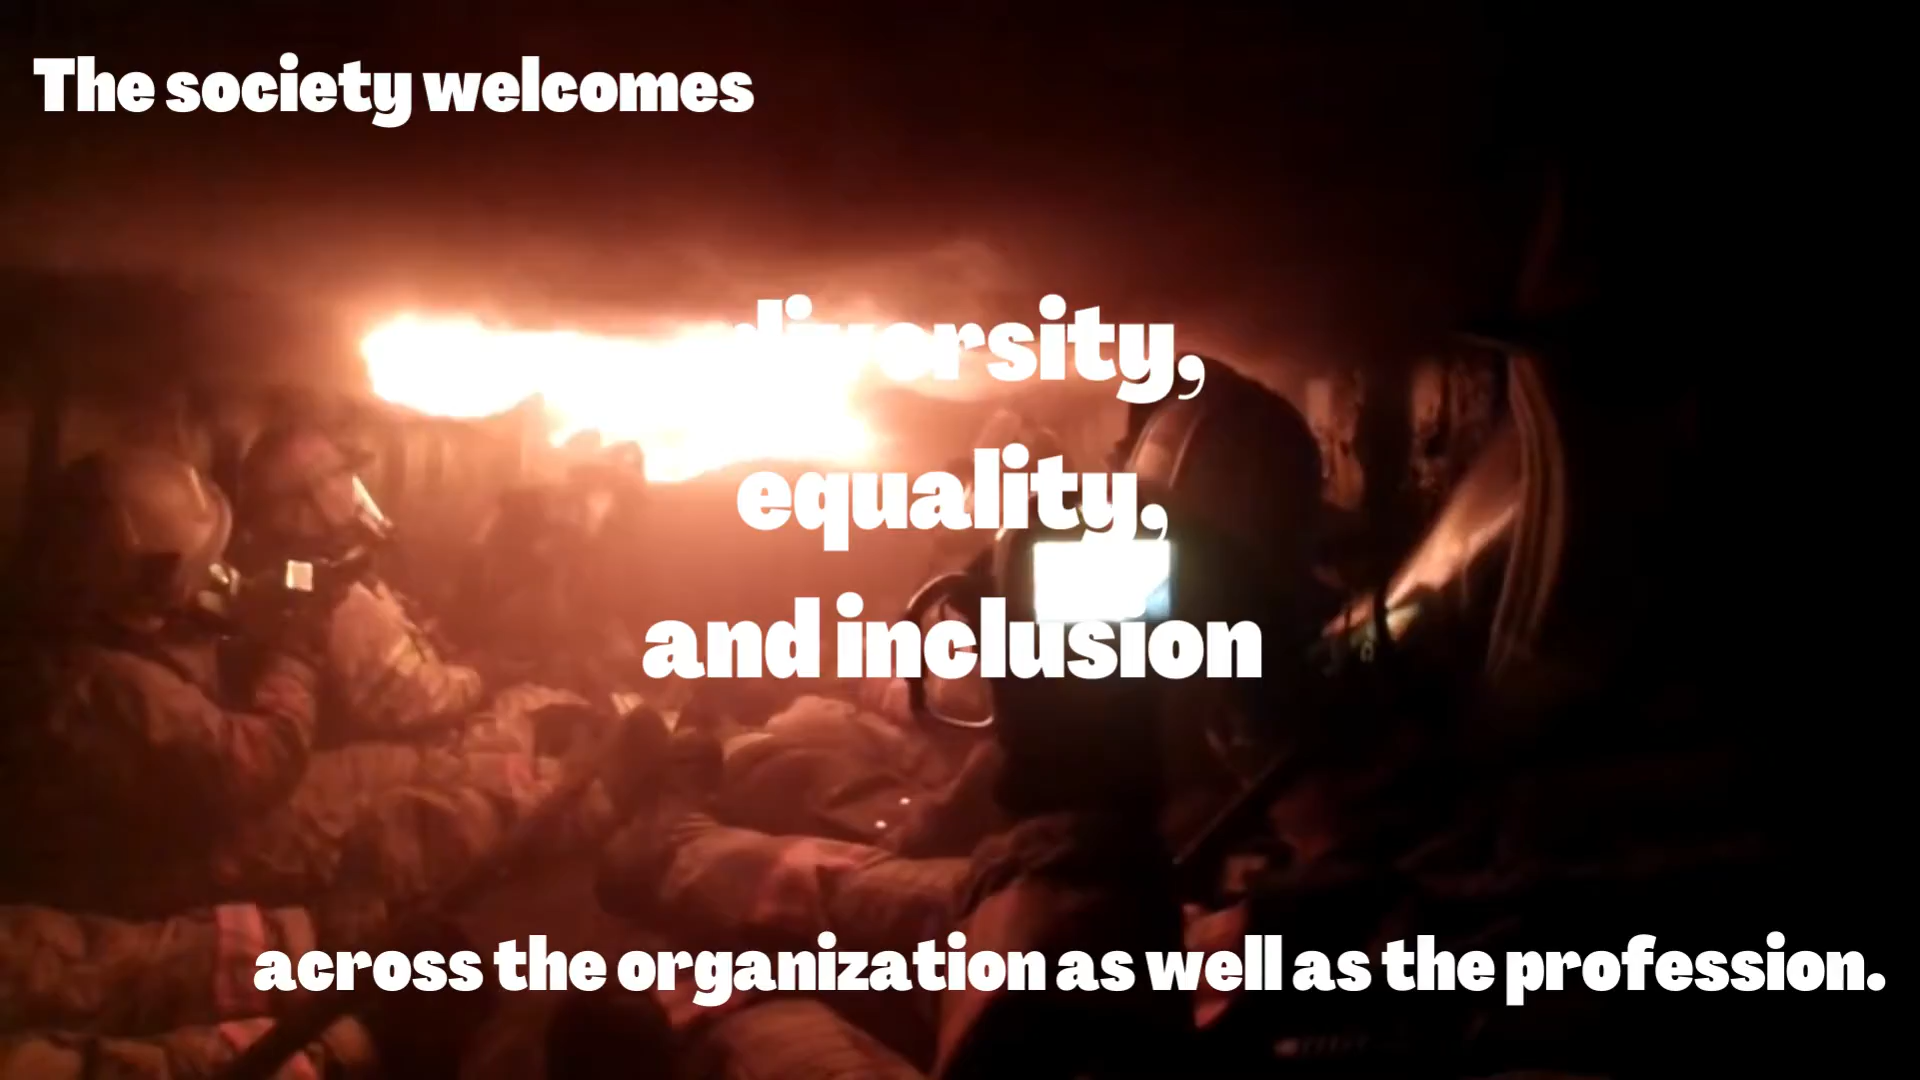 The society welcomes
diversity,
equality,
and inclusion
across the organization as well as the profession.